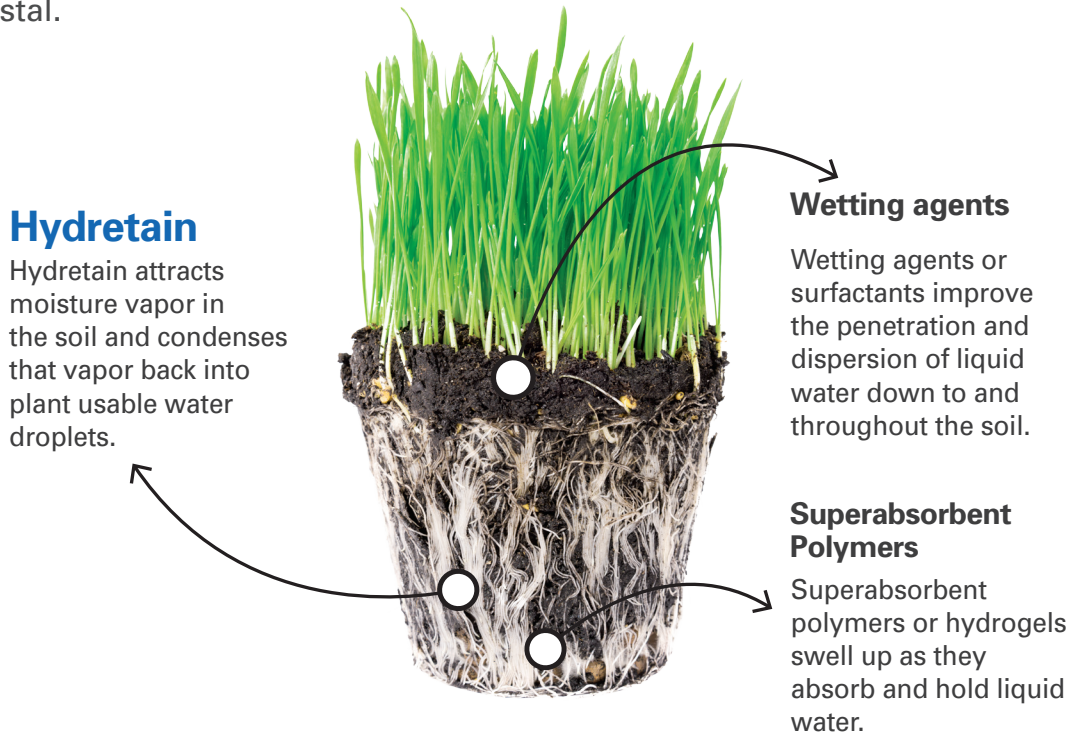 stal.
Hydretain
Hydretain attracts
moisture vapor in
the soil and condenses
that vapor back into
plant usable water
droplets.
Wetting agents
Wetting agents or
surfactants improve
the penetration and
dispersion of liquid
water down to and
throughout the soil.
Superabsorbent
Polymers
Superabsorbent
polymers or hydrogels
swell up as they
absorb and hold liquid
water.